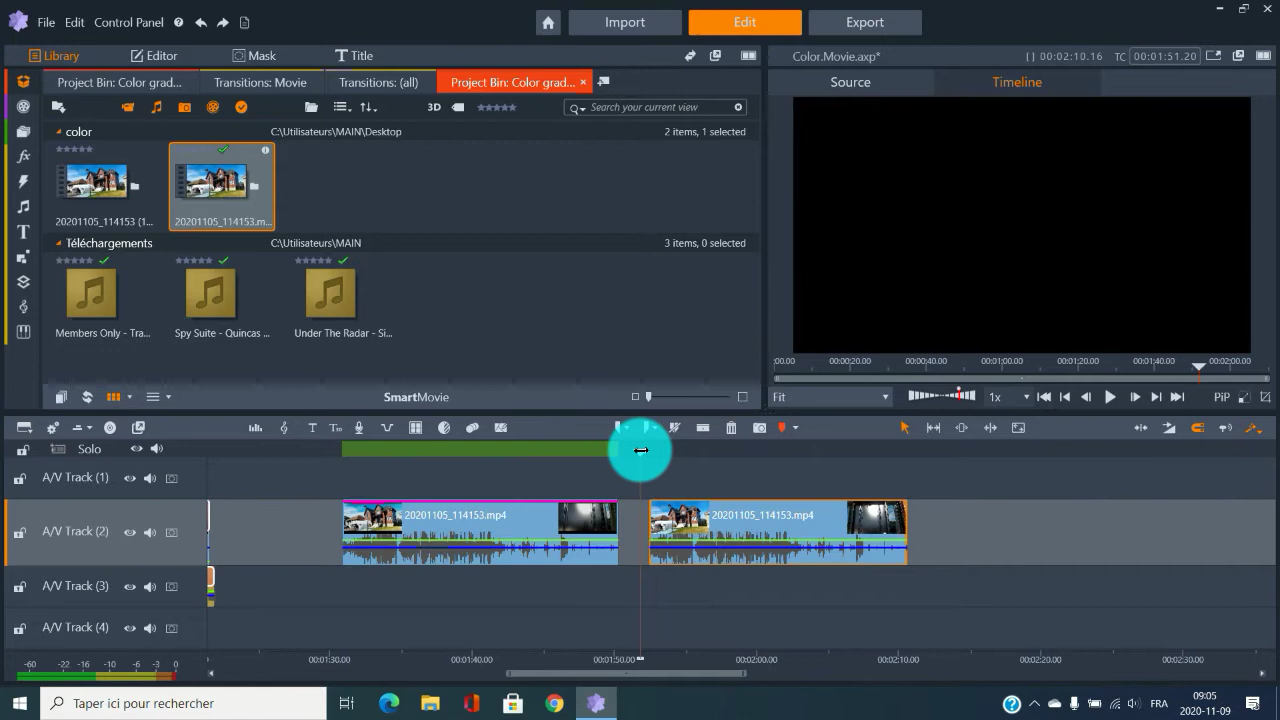 File Edit Control Panel
Import Edit Export
Library Editor Mask Title
Color.Movie.axp* [ ] 00:02:10.16 TC 00:01:51.20
Project Bin: Color grad... Transitions: Movie Transitions: (all) Project Bin: Color grad... ×
Source Timeline
3D Search your current view
color C:\Utilisateurs\MAIN\Desktop 2 items, 1 selected
20201105_114153 (1... 20201105_114153.m...
Téléchargements C:\Utilisateurs\MAIN 3 items, 0 selected
Members Only - Tra... Spy Suite - Quincas ... Under The Radar - Si...
:00.00 00:00:20.00 00:00:40.00 00:01:00.00 00:01:20.00 00:01:40.00 00:02:00.00
SmartMovie
Fit 1x PiP
Solo
A/V Track (1)
A/V Track (2)
20201105_114153.mp4 20201105_114153.mp4
A/V Track (3)
A/V Track (4)
-60 -22 -16 -10 -6 -3 0
00:01:30.00 00:01:40.00 00:01:50.00 00:02:00.00 00:02:10.00 00:02:20.00 00:02:30.00
Taper ici pour rechercher
FRA
09:05
2020-11-09